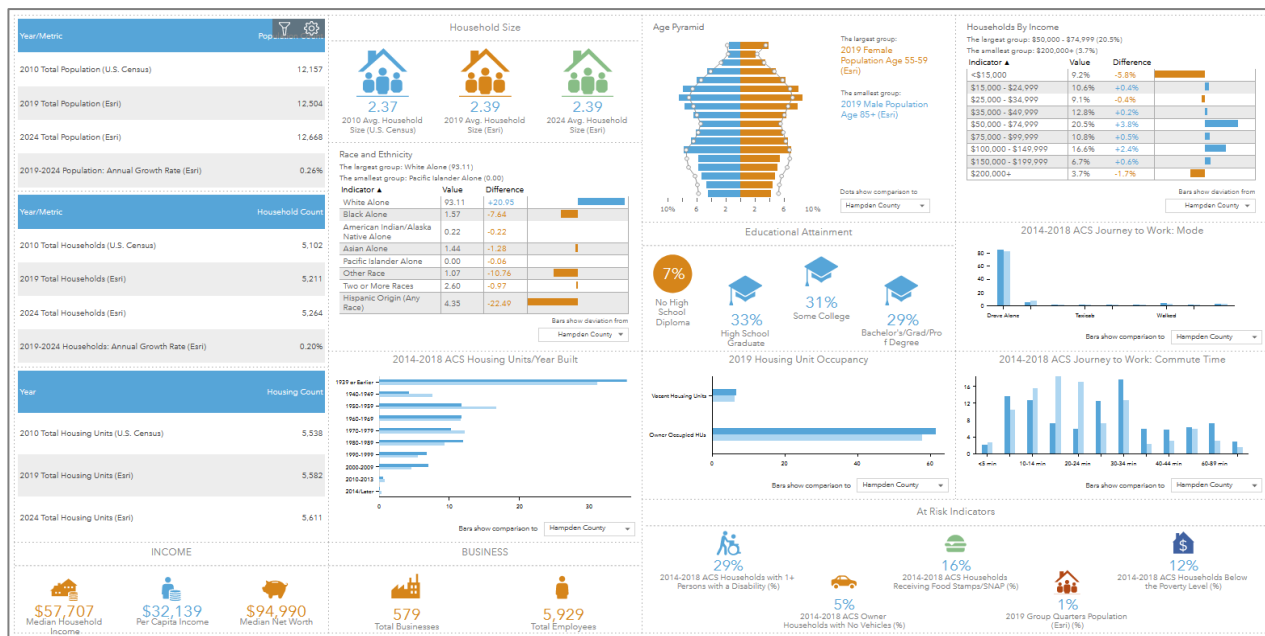 Year/Metric
2010 Total Population (U.S. Census) 12,157
2019 Total Population (Esri) 12,504
2024 Total Population (Esri) 12,668
2019-2024 Population: Annual Growth Rate (Esri) 0.26%
Year/Metric Household Count
2010 Total Households (U.S. Census) 5,102
2019 Total Households (Esri) 5,211
2024 Total Households (Esri) 5,264
2019-2024 Households: Annual Growth Rate (Esri) 0.20%
Year Housing Count
2010 Total Housing Units (U.S. Census) 5,538
2019 Total Housing Units (Esri) 5,582
2024 Total Housing Units (Esri) 5,611
INCOME
$57,707
Median Household
Income
$32,139
Per Capita Income
$94,990
Median Net Worth
Household Size
2.37
2010 Avg. Household
Size (U.S. Census)
2.39
2019 Avg. Household
Size (Esri)
2.39
2024 Avg. Household
Size (Esri)
Race and Ethnicity
The largest group: White Alone (93.11)
The smallest group: Pacific Islander Alone (0.00)
Indicator ▲ Value Difference
White Alone 93.11 +20.95
Black Alone 1.57 -7.64
American Indian/Alaska
Native Alone 0.22 -0.22
Asian Alone 1.44 -1.28
Pacific Islander Alone 0.00 -0.06
Other Race 1.07 -10.76
Two or More Races 2.60 -0.97
Hispanic Origin (Any
Race) 4.35 -22.49
Bars show deviation from
Hampden County
2014-2018 ACS Housing Units/Year Built
1939 or Earlier
1940-1949
1950-1959
1960-1969
1970-1979
1980-1989
1990-1999
2000-2009
2010-2013
2014/Later
0 10 20 30
Bars show comparison to Hampden County
BUSINESS
579
Total Businesses
5,929
Total Employees
Age Pyramid
The largest group:
2019 Female
Population Age 55-59
(Esri)
The smallest group:
2019 Male Population
Age 85+ (Esri)
10% 6 2 2 6 10%
Dots show comparison to
Hampden County
Households By Income
The largest group: $50,000 - $74,999 (20.5%)
The smallest group: $200,000+ (3.7%)
Indicator ▲ Value Difference
<$15,000 9.2% -5.8%
$15,000 - $24,999 10.6% +0.4%
$25,000 - $34,999 9.1% -0.4%
$35,000 - $49,999 12.8% +0.2%
$50,000 - $74,999 20.5% +3.8%
$75,000 - $99,999 10.8% +0.5%
$100,000 - $149,999 16.6% +2.4%
$150,000 - $199,999 6.7% +0.6%
$200,000+ 3.7% -1.7%
Bars show deviation from
Hampden County
Educational Attainment
7%
No High
School
Diploma
33%
High School
Graduate
31%
Some College
29%
Bachelor's/Grad/Pro
f Degree
2014-2018 ACS Journey to Work: Mode
80
60
40
20
0
Drove Alone Taxicab Walked
Bars show comparison to Hampden County
2019 Housing Unit Occupancy
Vacant Housing Units
Owner Occupied HUs
0 20 40 60
Bars show comparison to Hampden County
2014-2018 ACS Journey to Work: Commute Time
16
12
8
4
0
<5 min 10-14 min 20-24 min 30-34 min 40-44 min 60-89 min
Bars show comparison to Hampden County
At Risk Indicators
29%
2014-2018 ACS Households with 1+
Persons with a Disability (%)
5%
2014-2018 ACS Owner
Households with No Vehicles (%)
16%
2014-2018 ACS Households
Receiving Food Stamps/SNAP (%)
1%
2019 Group Quarters Population
(Esri) (%)
12%
2014-2018 ACS Households Below
the Poverty Level (%)